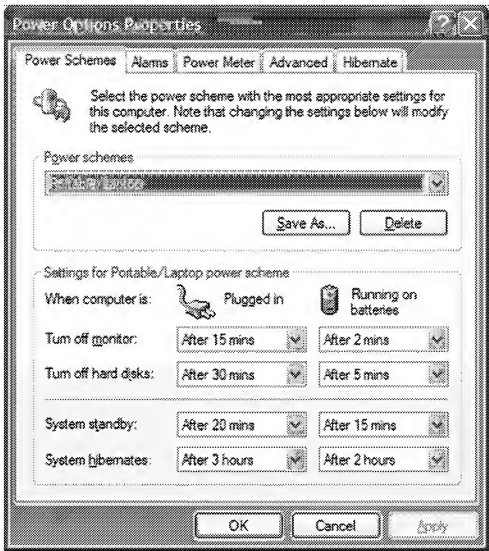 Power Options Properties
Power Schemes Alarms Power Meter Advanced Hibernate
Select the power scheme with the most appropriate settings for
this computer. Note that changing the settings below will modify
the selected scheme.
Power schemes
Portable/Laptop
Save As... Delete
Settings for Portable/Laptop power scheme
When computer is: Plugged in Running on
batteries
Turn off monitor: After 15 mins After 2 mins
Turn off hard disks: After 30 mins After 5 mins
System standby: After 20 mins After 15 mins
System hibernates: After 3 hours After 2 hours
OK Cancel Apply